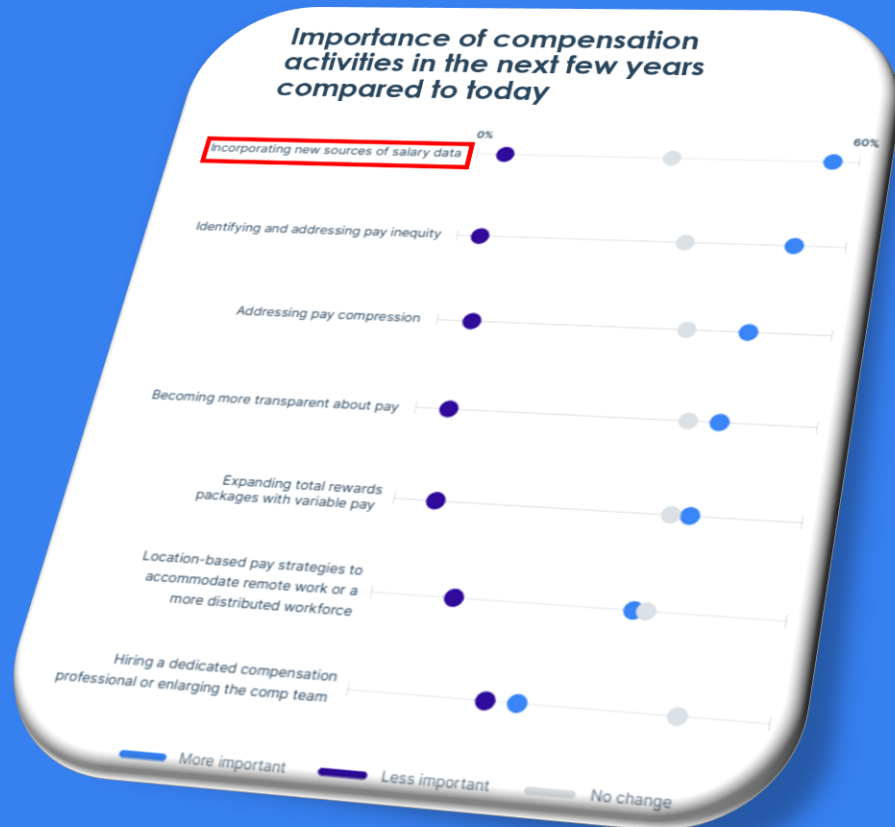 Importance of compensation
activities in the next few years
compared to today
0%
60%
Incorporating new sources of salary data
Identifying and addressing pay inequity
Addressing pay compression
Becoming more transparent about pay
Expanding total rewards
packages with variable pay
Location-based pay strategies to
accommodate remote work or a
more distributed workforce
Hiring a dedicated compensation
professional or enlarging the comp team
More important
Less important
No change